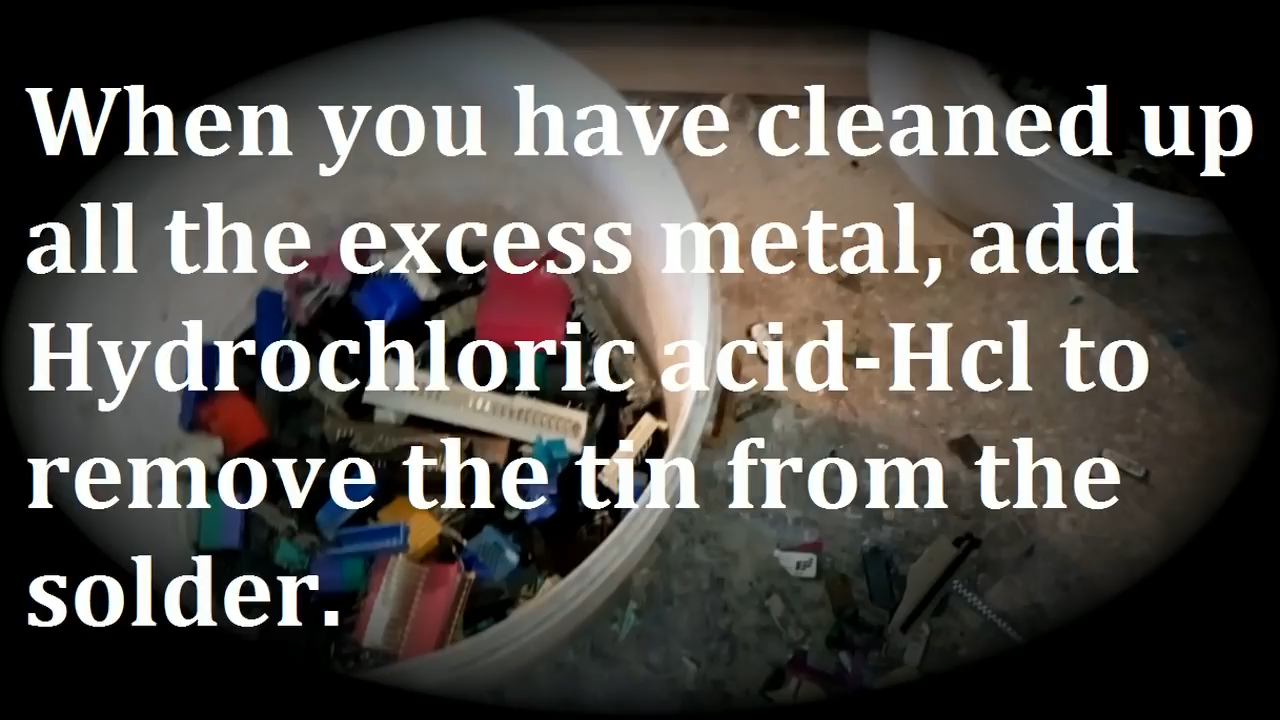 When you have cleaned up
all the excess metal, add
Hydrochloric acid-Hcl to
remove the tin from the
solder.